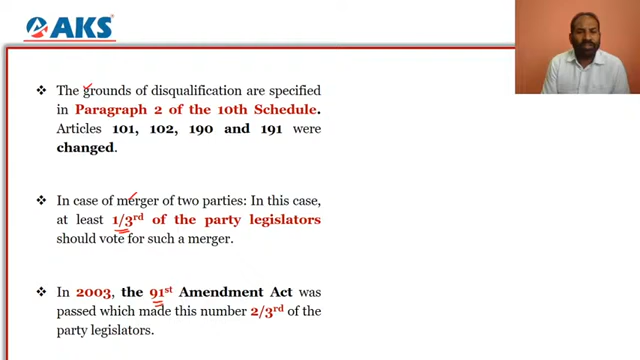 AKS
The grounds of disqualification are specified
in Paragraph 2 of the 10th Schedule.
Articles 101, 102, 190 and 191 were
changed.
In case of merger of two parties: In this case,
at least 1/3rd of the party legislators
should vote for such a merger.
In 2003, the 91st Amendment Act was
passed which made this number 2/3rd of the
party legislators.